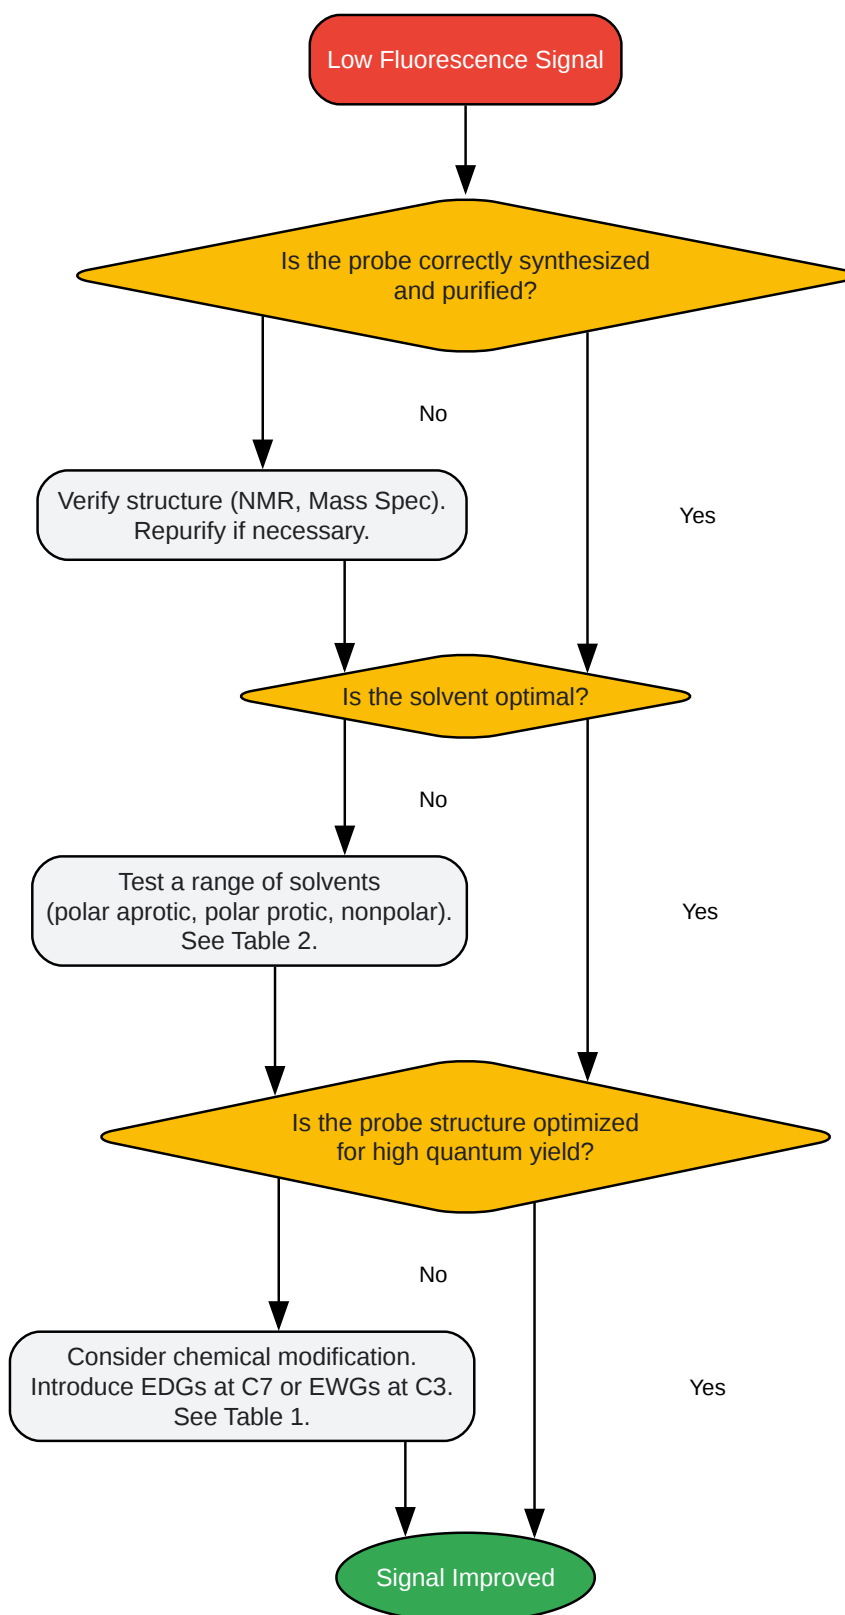 Low Fluorescence Signal
Is the probe correctly synthesized
and purified?
No
Verify structure (NMR, Mass Spec).
Repurify if necessary.
Yes
Is the solvent optimal?
No
Test a range of solvents
(polar aprotic, polar protic, nonpolar).
See Table 2.
Yes
Is the probe structure optimized
for high quantum yield?
No
Consider chemical modification.
Introduce EDGs at C7 or EWGs at C3.
See Table 1.
Yes
Signal Improved